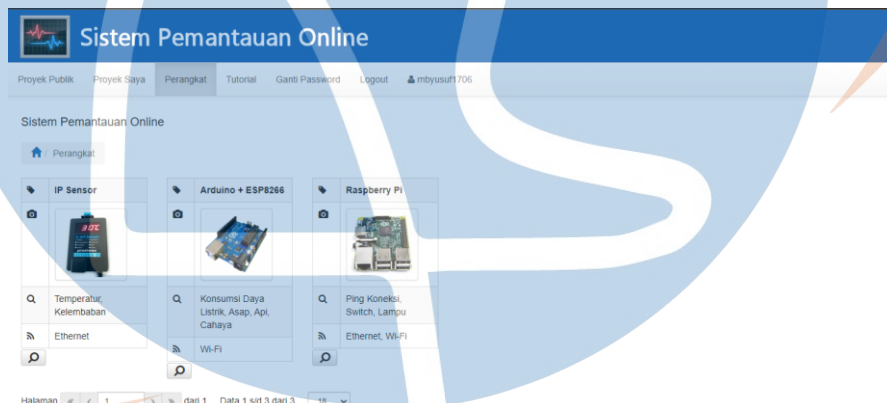 Sistem Pemantauan Online
Proyek Publik Proyek Saya Perangkat Tutorial Ganti Password Logout mbyusuf1706
Sistem Pemantauan Online
/ Perangkat
IP Sensor
Temperatur,
Kelembaban
Ethernet
Arduino + ESP8266
Konsumsi Daya
Listrik, Asap, Api,
Cahaya
Wi-Fi
Raspberry Pi
Ping Koneksi,
Switch, Lampu
Ethernet, Wi-Fi
Halaman « ‹ 1 › » dari 1 Data 1 s/d 3 dari 3